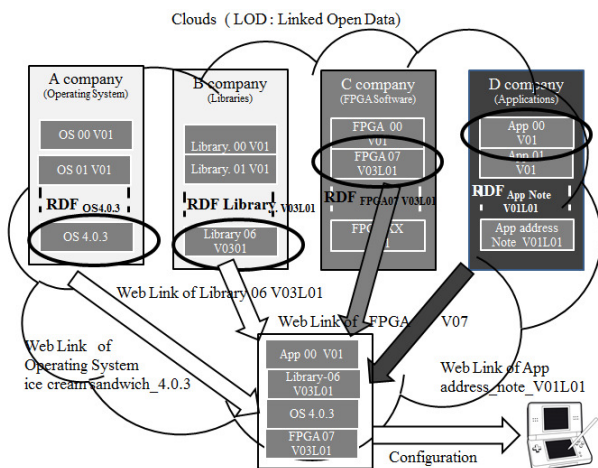 Clouds ( LOD : Linked Open Data)
A company
(Operating System)
OS 00 V01
OS 01 V01
RDF OS4.0.3
OS 4.0.3
B company
(Libraries)
Library. 00 V01
Library. 01 V01
RDF Library. V03L01
Library 06
V0301
C company
(FPGA Software)
FPGA 00
V01
FPGA 07
V03L01
RDF FPGA07 V03L01
D company
(Applications)
App 00
V01
App 01
V01
RDF App Note
V01L01
App address
Note V01L01
Web Link of Library 06 V03L01
Web Link of FPGA V07
Web Link of
Operating System
ice cream sandwich_4.0.3
App 00 V01
Library-06
V03L01
OS 4.0.3
FPGA 07
V03L01
Web Link of App
address_note_V01L01
Configuration